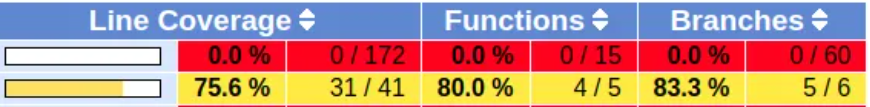 Line Coverage Functions Branches
0.0 % 0 / 172 0.0 % 0 / 15 0.0 % 0 / 60
75.6 % 31 / 41 80.0 % 4 / 5 83.3 % 5 / 6